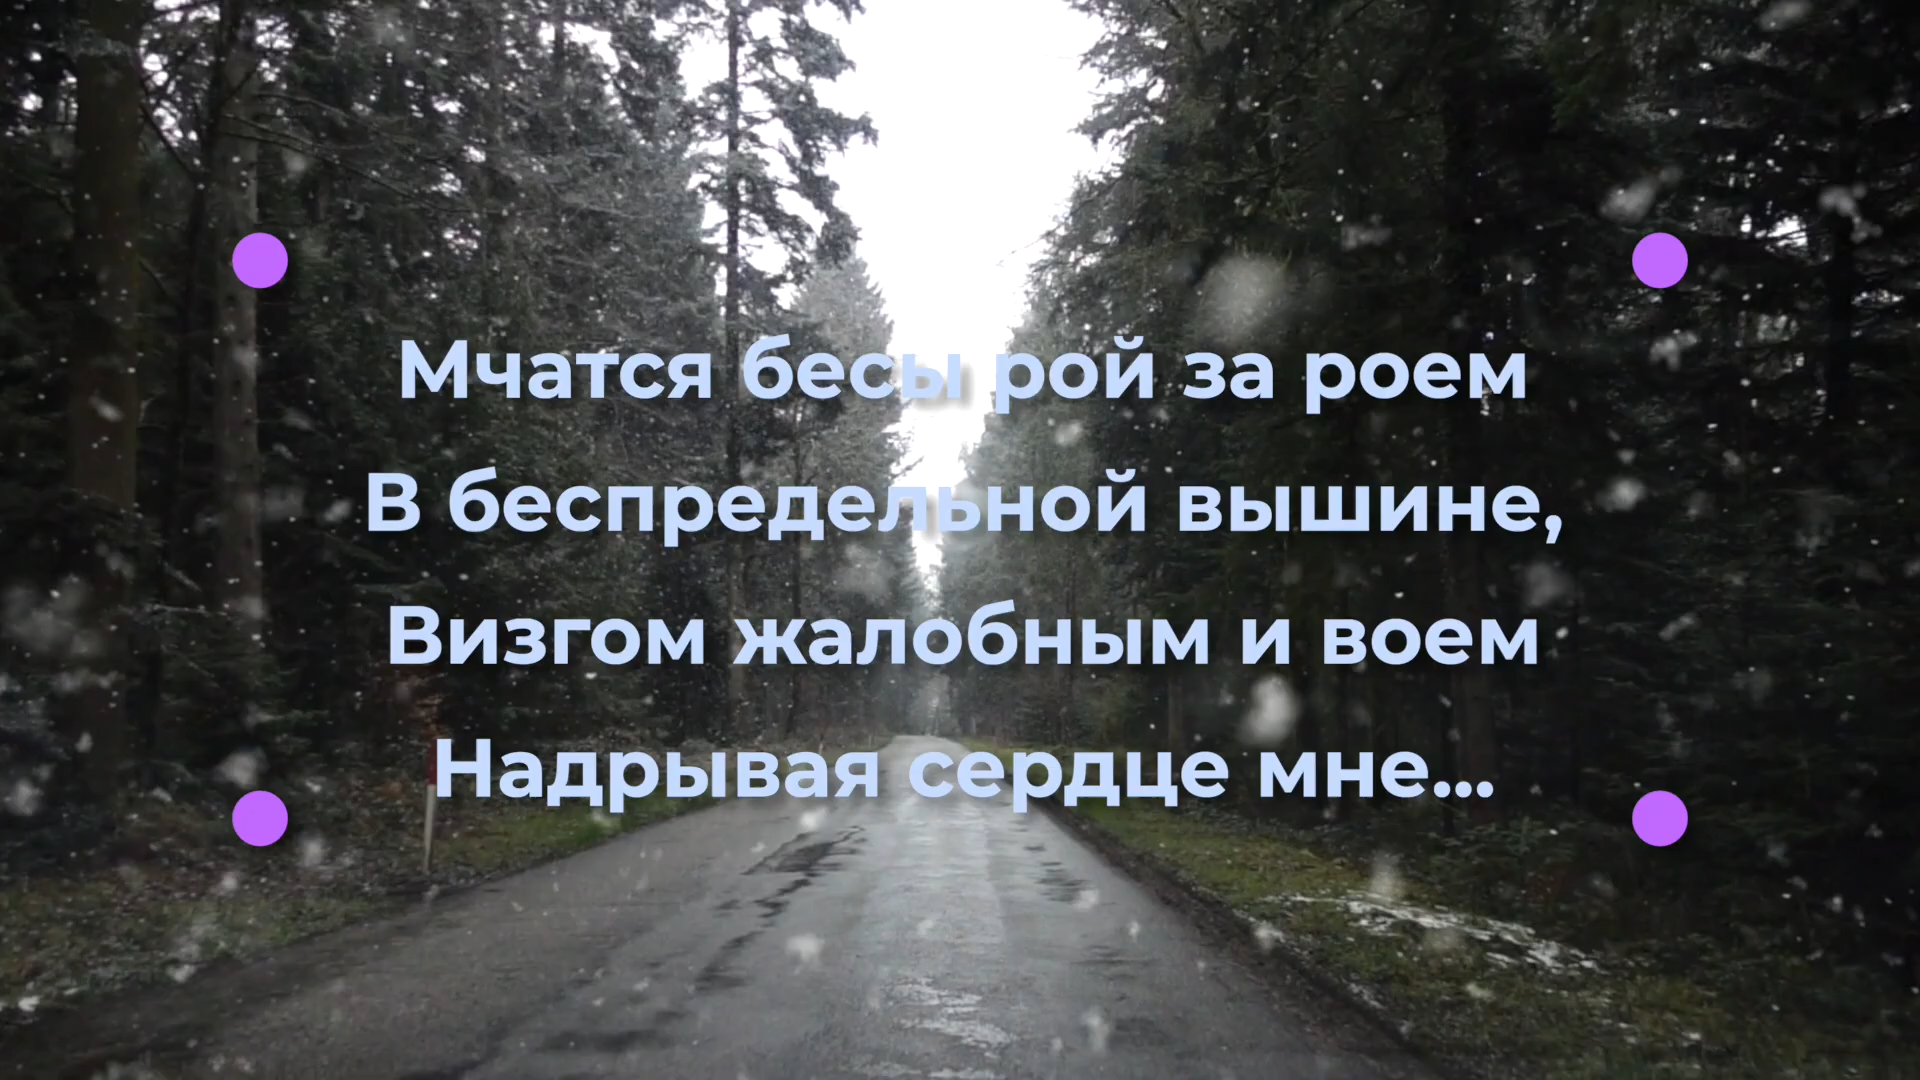 Мчатся бесы рой за роем
В беспредельной вышине,
Визгом жалобным и воем
Надрывая сердце мне...